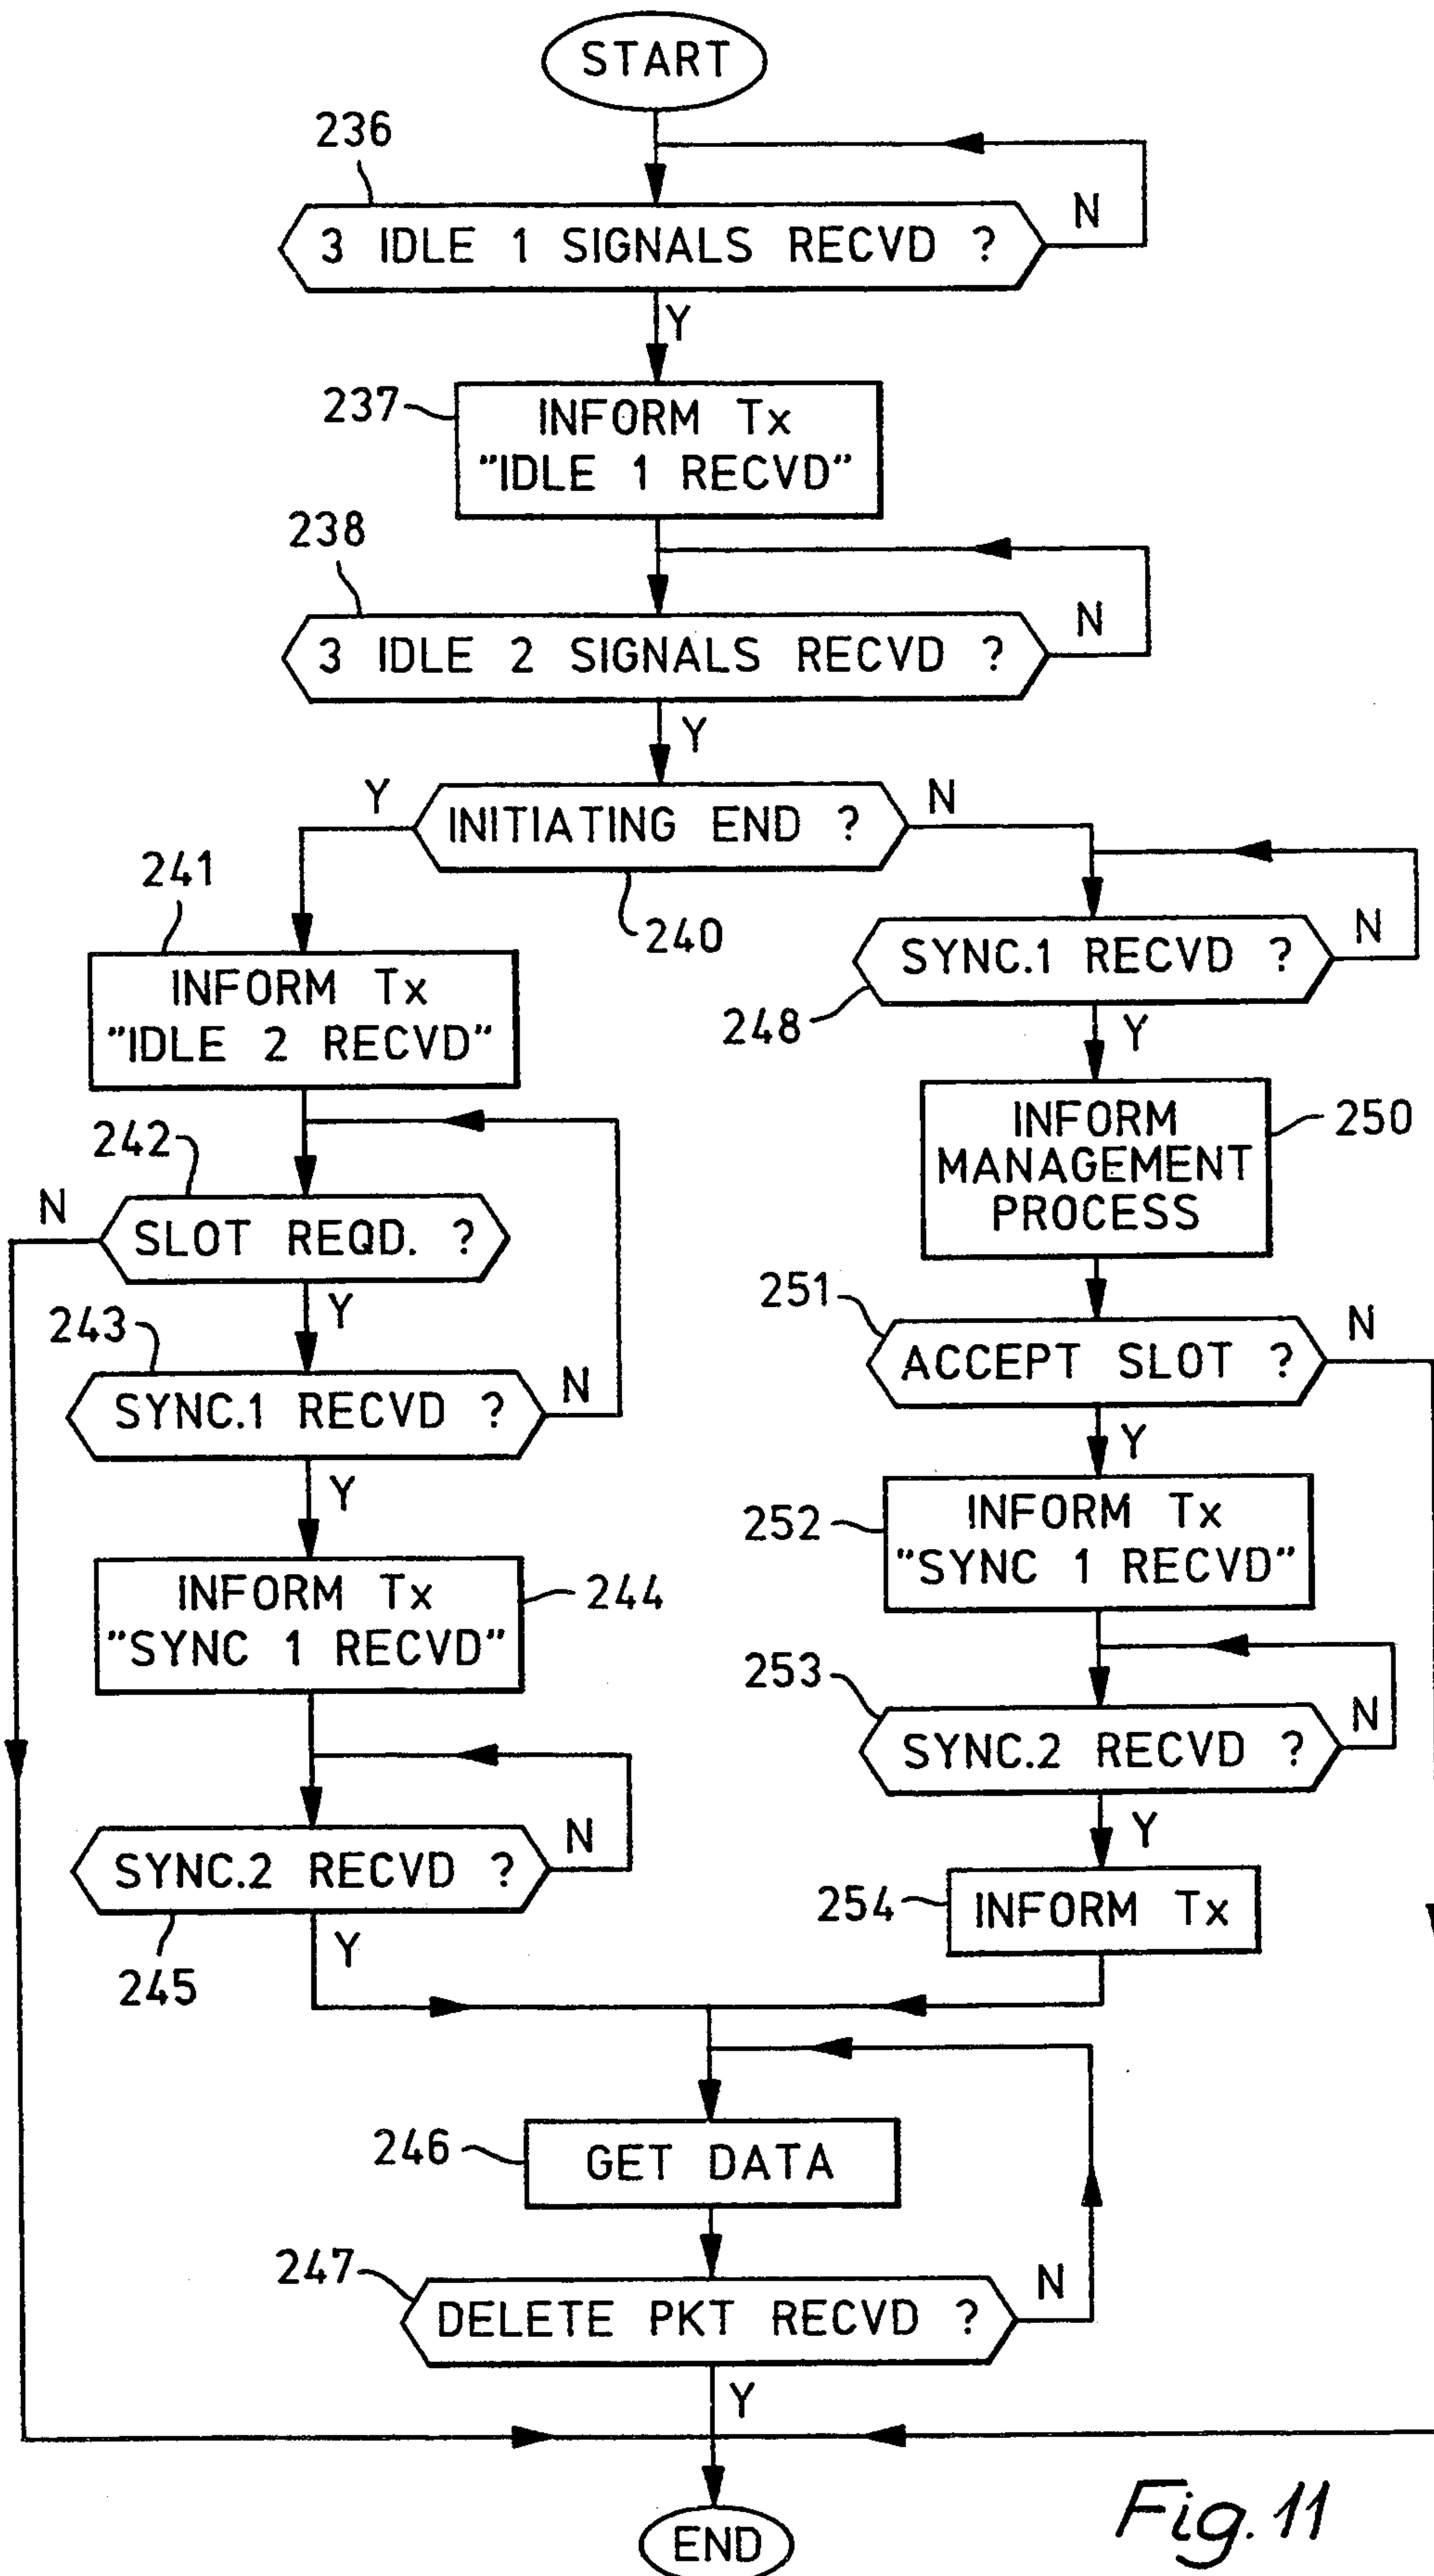 START
236
3 IDLE 1 SIGNALS RECVD ?
N
Y
237
INFORM Tx
"IDLE 1 RECVD"
238
3 IDLE 2 SIGNALS RECVD ?
N
Y
INITIATING END ?
Y
N
240
241
INFORM Tx
"IDLE 2 RECVD"
242
SLOT REQD. ?
N
Y
243
SYNC.1 RECVD ?
N
Y
INFORM Tx
"SYNC 1 RECVD"
244
SYNC.2 RECVD ?
N
245
Y
SYNC.1 RECVD ?
N
248
Y
INFORM
MANAGEMENT
PROCESS
250
251
ACCEPT SLOT ?
N
Y
252
INFORM Tx
"SYNC 1 RECVD"
253
SYNC.2 RECVD ?
N
Y
254
INFORM Tx
246
GET DATA
247
DELETE PKT RECVD ?
N
Y
END
Fig. 11